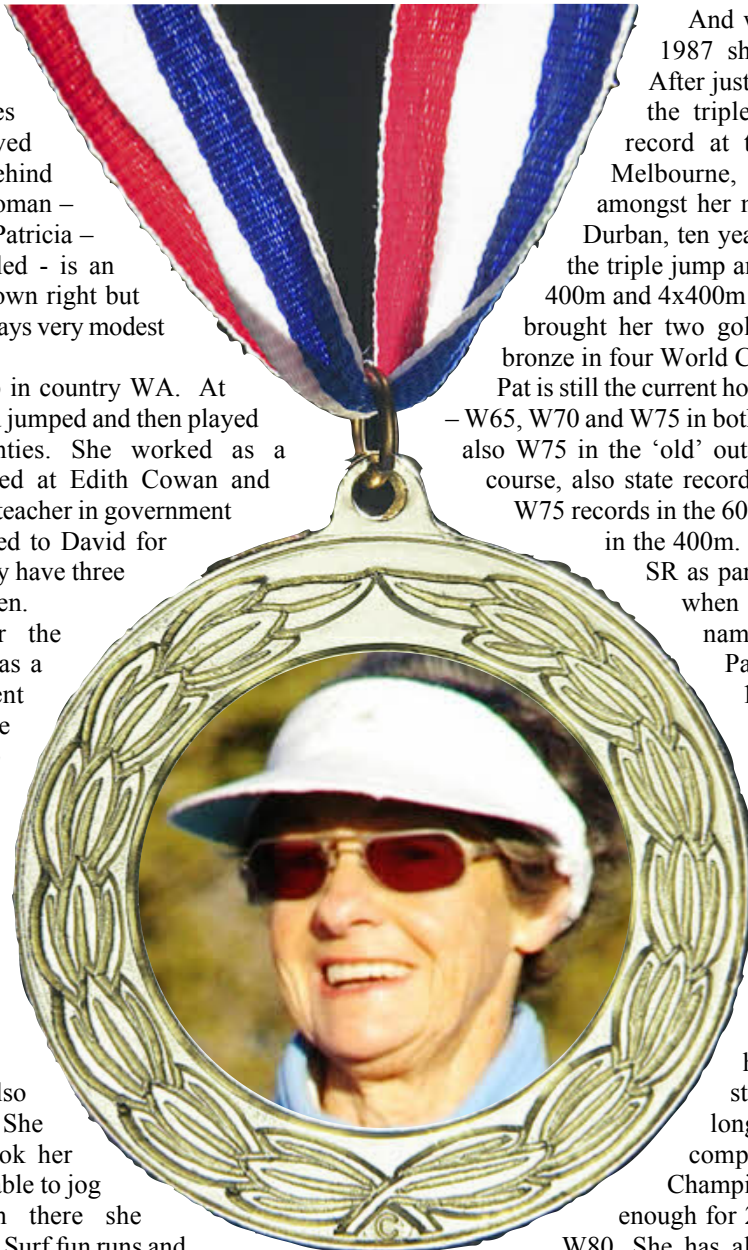 es
ved
ehind
oman –
Patricia –
led - is an
own right but
ays very modest
p in country WA. At
jumped and then played
nties. She worked as a
ed at Edith Cowan and
teacher in government
ed to David for
y have three
en.
r the
as a
ent
e
lso
She
ok her
able to jog
n there she
Surf fun runs and
And w
1987 sh
After just
the triple
record at t
Melbourne,
amongst her
Durban, ten yea
the triple jump an
400m and 4x400m
brought her two gol
bronze in four World C
Pat is still the current ho
– W65, W70 and W75 in both
also W75 in the ‘old’ out
course, also state record
W75 records in the 60
in the 400m.
SR as par
when
nam
Pa
st
long
comp
Champi
enough for 2
W80. She has al
C